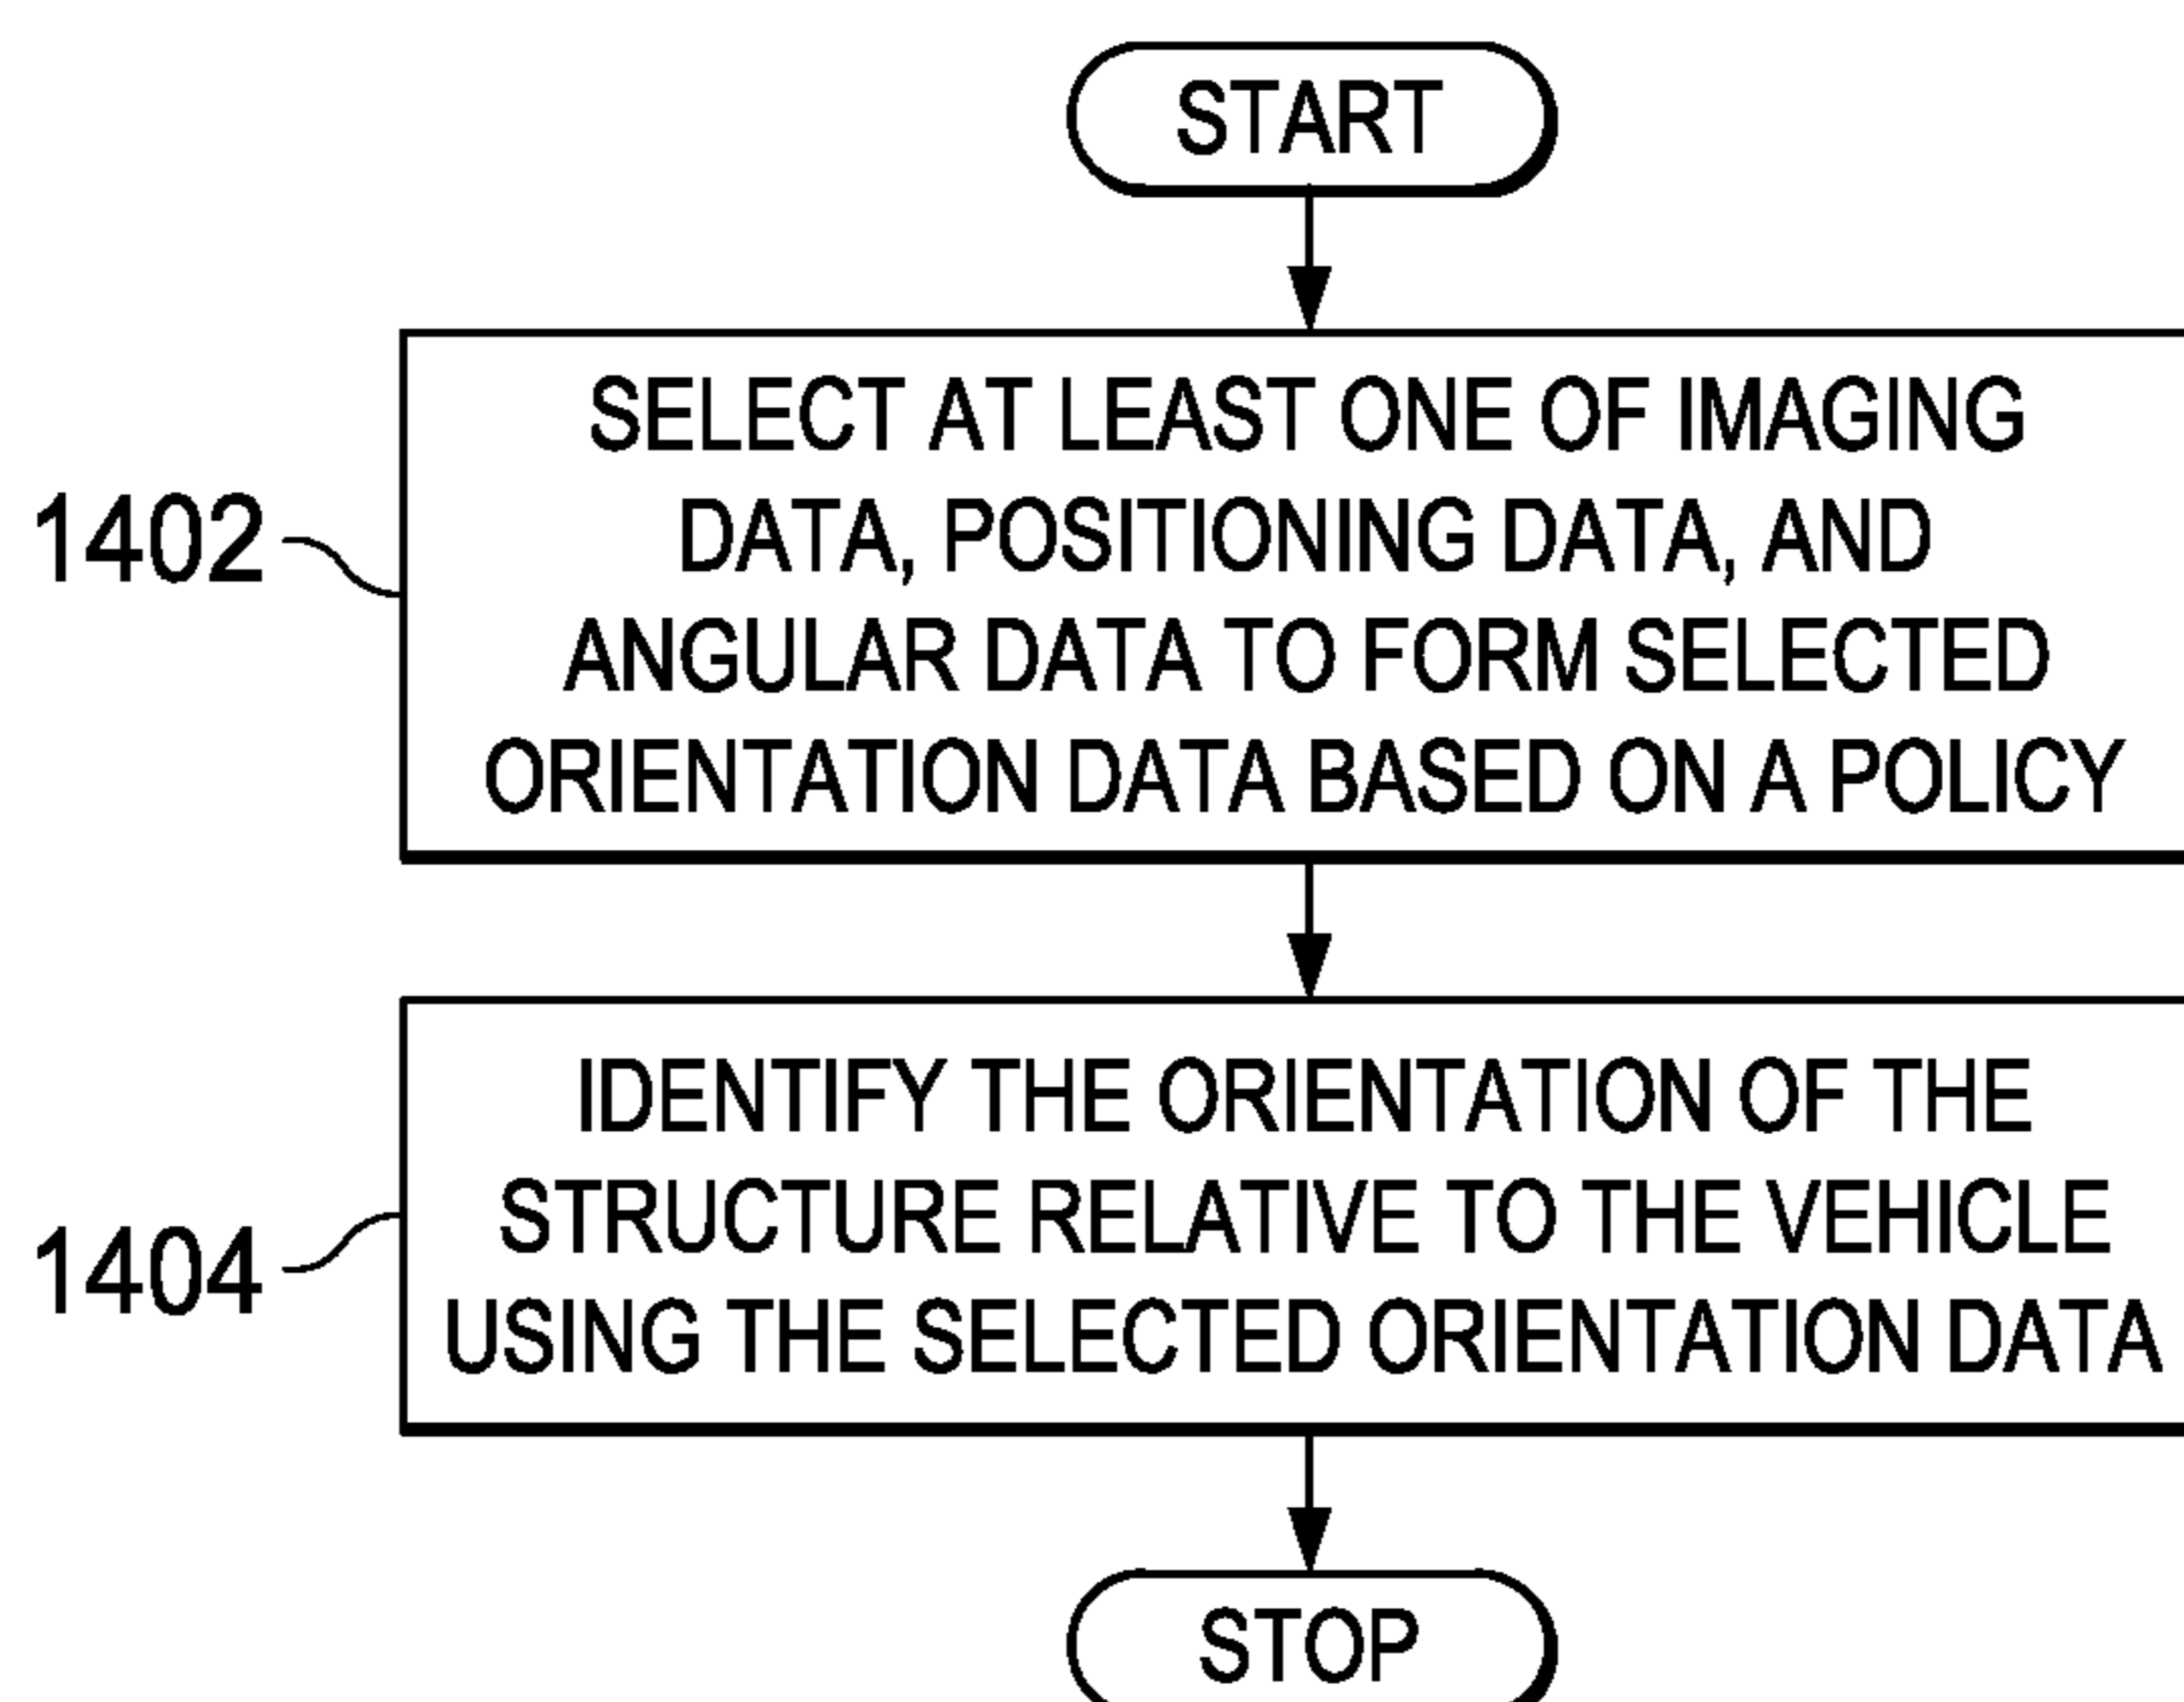 START
SELECT AT LEAST ONE OF IMAGING
DATA, POSITIONING DATA, AND
ANGULAR DATA TO FORM SELECTED
ORIENTATION DATA BASED ON A POLICY
1402
IDENTIFY THE ORIENTATION OF THE
STRUCTURE RELATIVE TO THE VEHICLE
USING THE SELECTED ORIENTATION DATA
1404
STOP